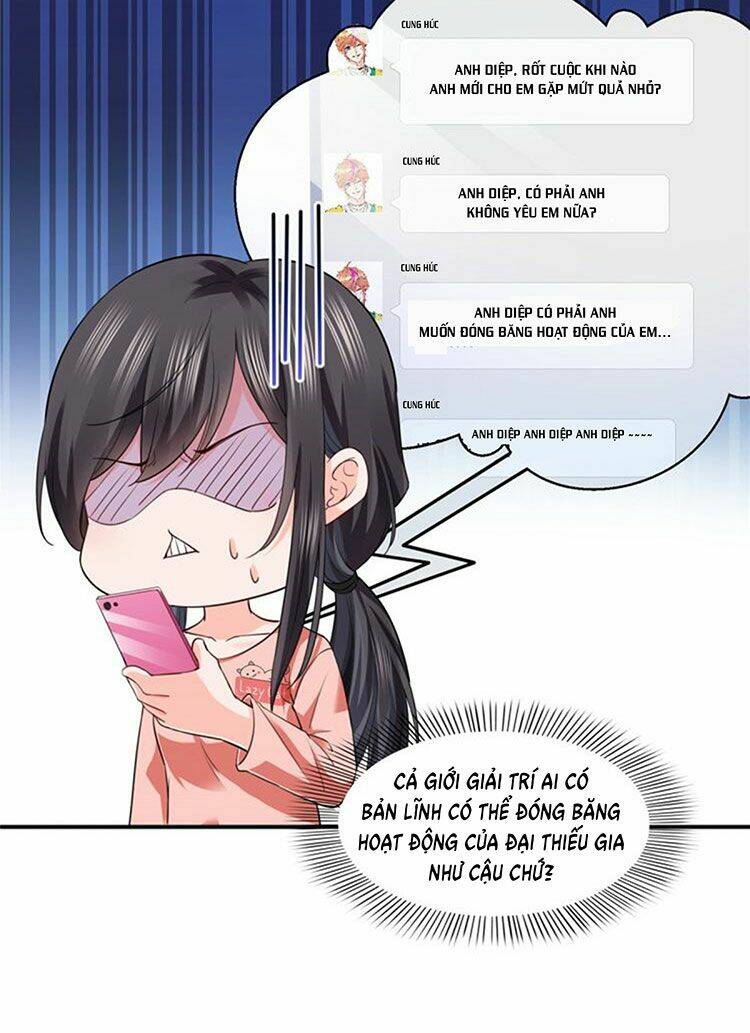 CUNG HÚC
ANH DIỆP, RỐT CUỘC KHI NÀO
ANH MỚI CHO EM GẶP MỨT QUẢ NHỎ?
CUNG HÚC
ANH DIỆP, CÓ PHẢI ANH
KHÔNG YÊU EM NỮA?
CUNG HÚC
ANH DIỆP CÓ PHẢI ANH
MUỐN ĐÓNG BĂNG HOẠT ĐỘNG CỦA EM...
CUNG HÚC
ANH DIỆP ANH DIỆP ANH DIỆP ~~~~
Lazy
CẢ GIỚI GIẢI TRÍ AI CÓ
BẢN LĨNH CÓ THỂ ĐÓNG BĂNG
HOẠT ĐỘNG CỦA ĐẠI THIẾU GIA
NHƯ CẬU CHỨ?